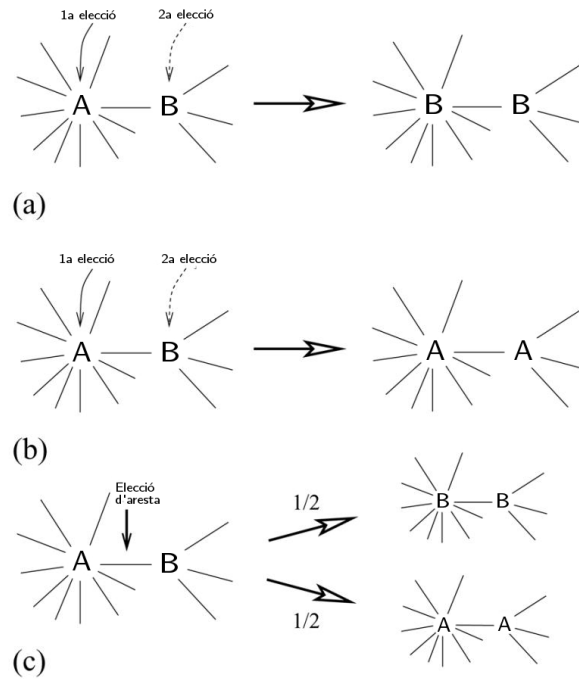 1a elecció 2a elecció
A B B B
(a)
1a elecció 2a elecció
A B A A
(b)
Elecció
d'aresta
1/2
B B
A B
1/2
A A
(c)